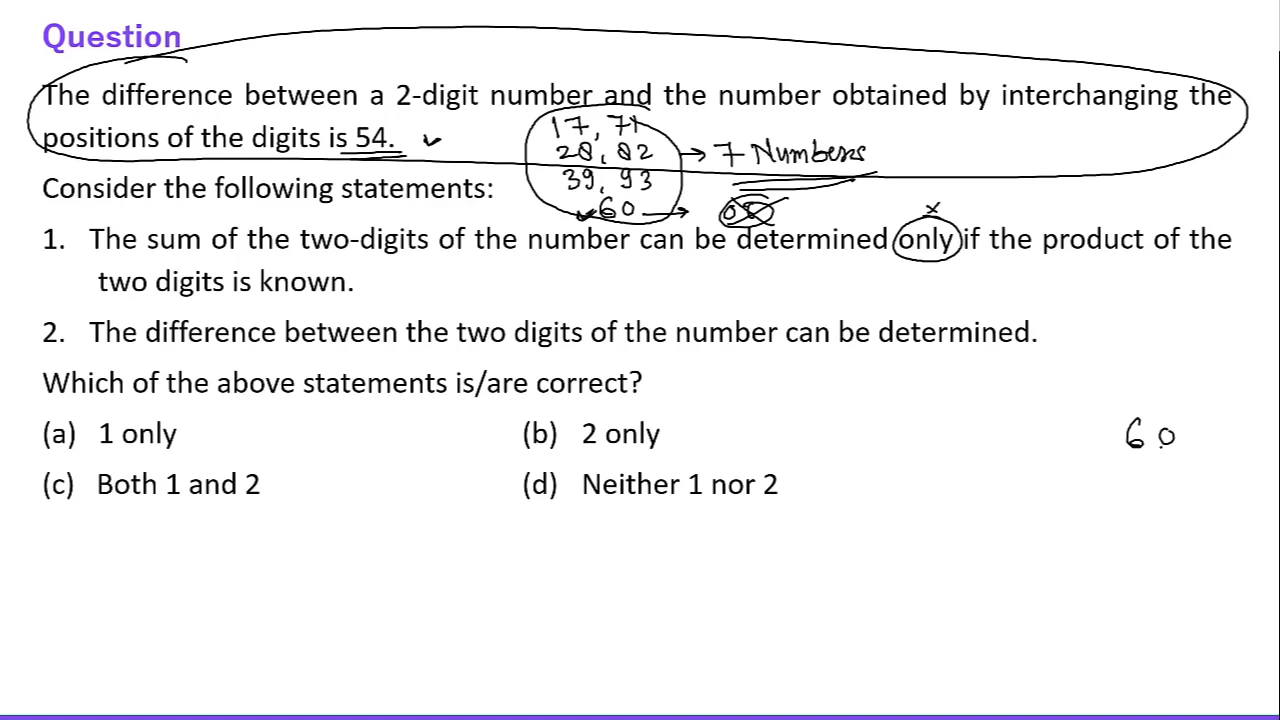 Question
The difference between a 2-digit number and the number obtained by interchanging the
positions of the digits is 54.
17, 71
28, 82 → 7 Numbers
39, 93
60 →
Consider the following statements:
1. The sum of the two-digits of the number can be determined only if the product of the
two digits is known.
2. The difference between the two digits of the number can be determined.
Which of the above statements is/are correct?
(a) 1 only (b) 2 only
60
(c) Both 1 and 2 (d) Neither 1 nor 2